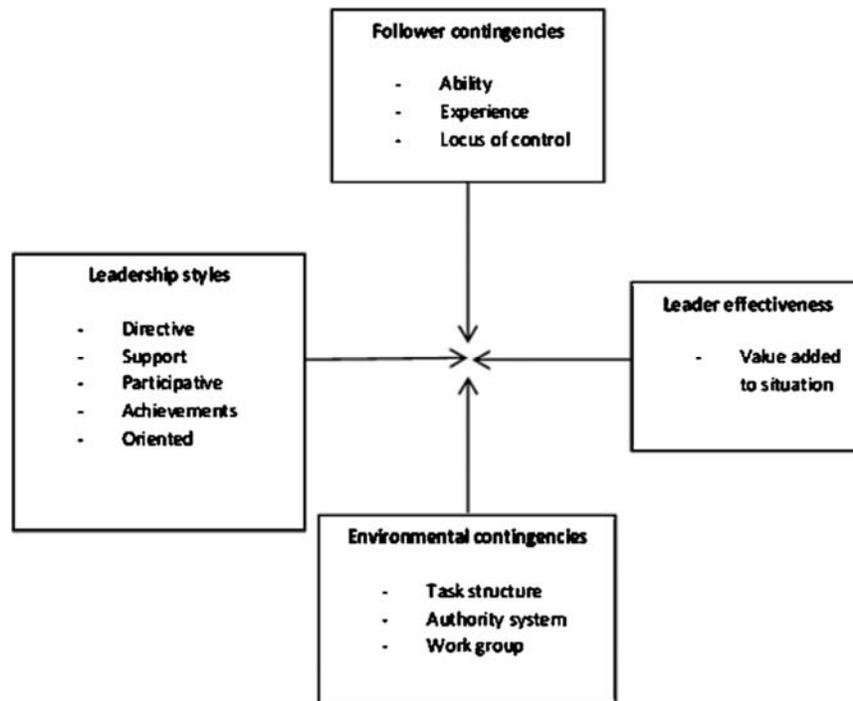 Follower contingencies
- Ability
- Experience
- Locus of control
Leadership styles
- Directive
- Support
- Participative
- Achievements
- Oriented
Leader effectiveness
- Value added
to situation
Environmental contingencies
- Task structure
- Authority system
- Work group